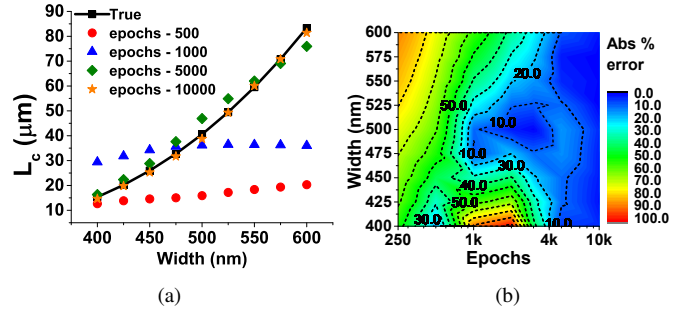 (a)
True
epochs - 500
epochs - 1000
epochs - 5000
epochs - 10000
L_c (μm)
90
80
70
60
50
40
30
20
10
400 450 500 550 600
Width (nm)
(a)
(b)
Abs %
error
0.0
10.0
20.0
30.0
40.0
50.0
60.0
70.0
80.0
90.0
100.0
20.0
50.0
10.0
10.0
30.0
40.0
50.0
30.0
10.0
Width (nm)
600
575
550
525
500
475
450
425
400
250 1k 4k 10k
Epochs
(b)